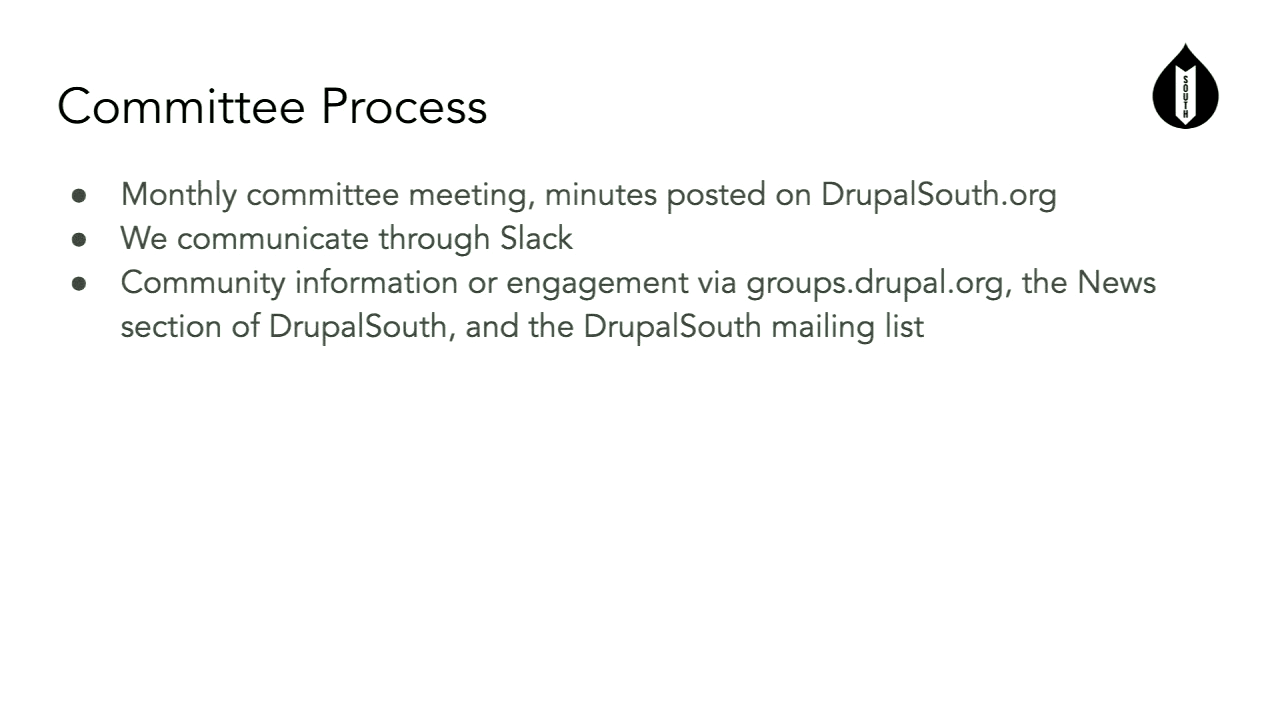 Committee Process
SOUTH
● Monthly committee meeting, minutes posted on DrupalSouth.org
● We communicate through Slack
● Community information or engagement via groups.drupal.org, the News
section of DrupalSouth, and the DrupalSouth mailing list